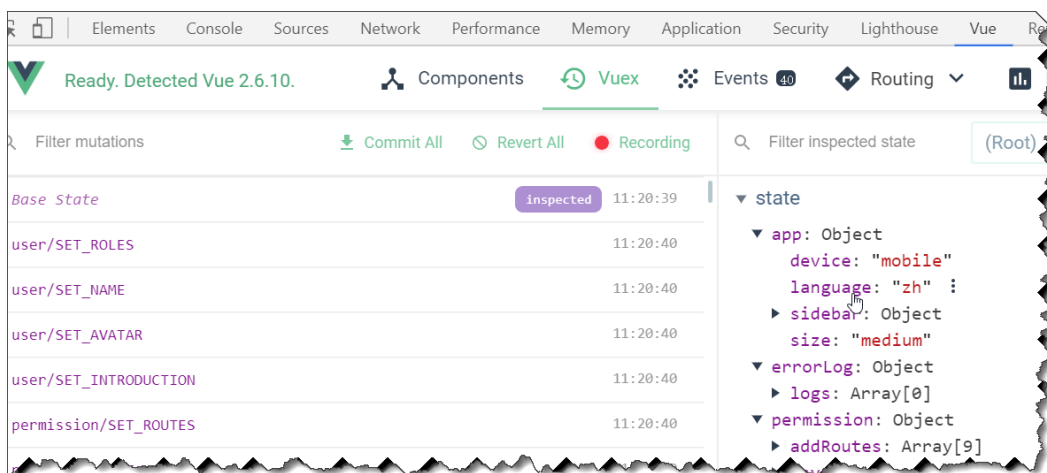 Elements Console Sources Network Performance Memory Application Security Lighthouse Vue
Ready. Detected Vue 2.6.10. Components Vuex Events 40 Routing
Filter mutations Commit All Revert All Recording
Base State inspected 11:20:39
user/SET_ROLES 11:20:40
user/SET_NAME 11:20:40
user/SET_AVATAR 11:20:40
user/SET_INTRODUCTION 11:20:40
permission/SET_ROUTES 11:20:40
Filter inspected state (Root)
state
app: Object
device: "mobile"
language: "zh"
sidebar: Object
size: "medium"
errorLog: Object
logs: Array[0]
permission: Object
addRoutes: Array[9]